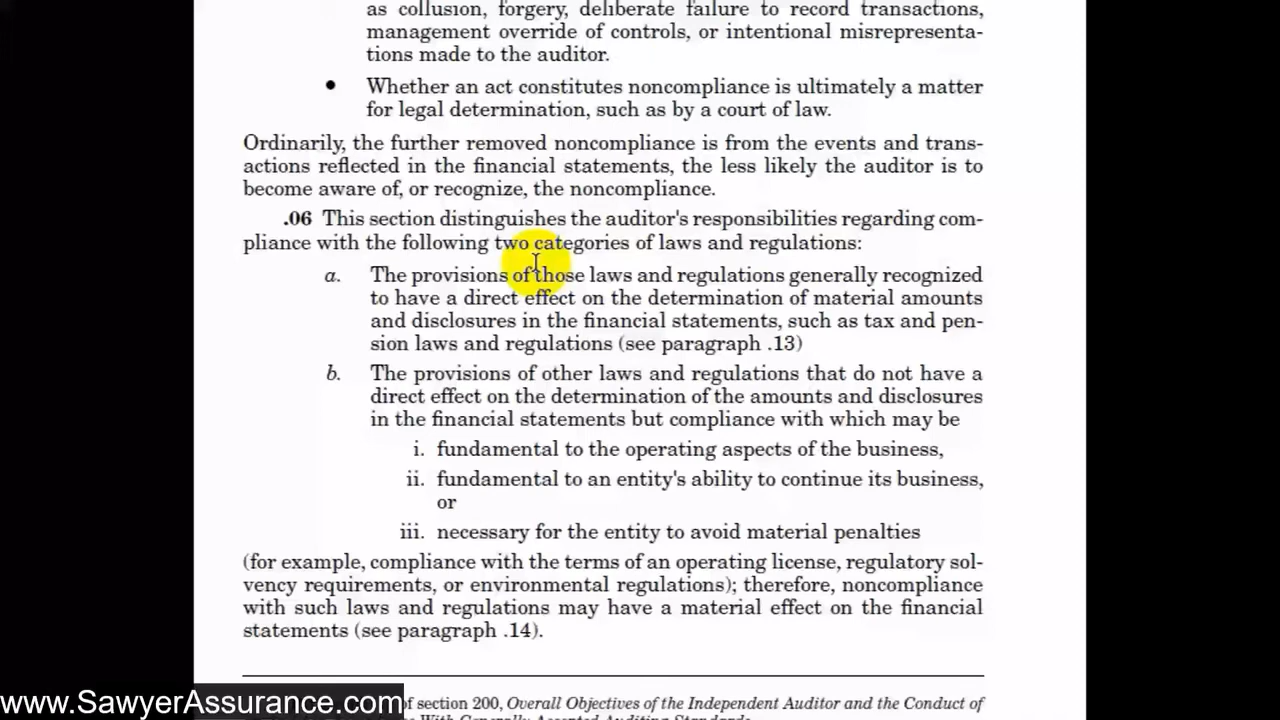 as collusion, forgery, deliberate failure to record transactions,
management override of controls, or intentional misrepresenta-
tions made to the auditor.
• Whether an act constitutes noncompliance is ultimately a matter
for legal determination, such as by a court of law.
Ordinarily, the further removed noncompliance is from the events and trans-
actions reflected in the financial statements, the less likely the auditor is to
become aware of, or recognize, the noncompliance.
.06 This section distinguishes the auditor's responsibilities regarding com-
pliance with the following two categories of laws and regulations:
a. The provisions of those laws and regulations generally recognized
to have a direct effect on the determination of material amounts
and disclosures in the financial statements, such as tax and pen-
sion laws and regulations (see paragraph .13)
b. The provisions of other laws and regulations that do not have a
direct effect on the determination of the amounts and disclosures
in the financial statements but compliance with which may be
i. fundamental to the operating aspects of the business,
ii. fundamental to an entity's ability to continue its business,
or
iii. necessary for the entity to avoid material penalties
(for example, compliance with the terms of an operating license, regulatory sol-
vency requirements, or environmental regulations); therefore, noncompliance
with such laws and regulations may have a material effect on the financial
statements (see paragraph .14).
www.SawyerAssurance.com
of section 200, Overall Objectives of the Independent Auditor and the Conduct of